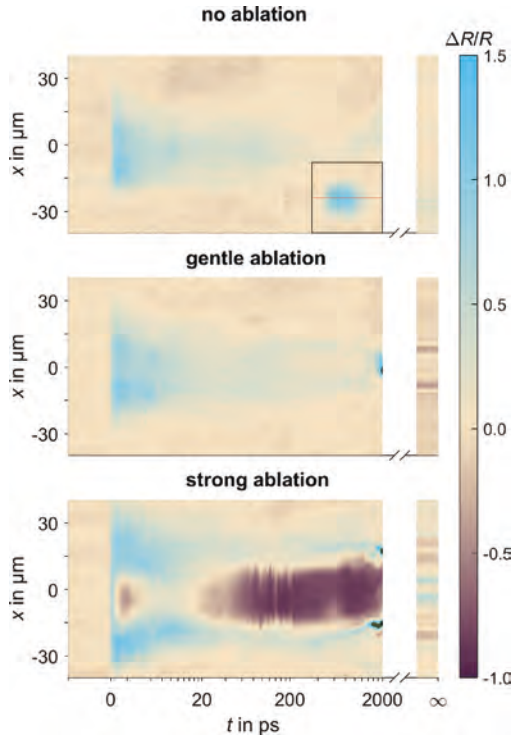 no ablation
ΔR/R
x in µm
30
0
-30
1.5
1.0
0.5
0.0
-0.5
-1.0
gentle ablation
x in µm
30
0
-30
strong ablation
x in µm
30
0
-30
0 20 200 2000 ∞
t in ps